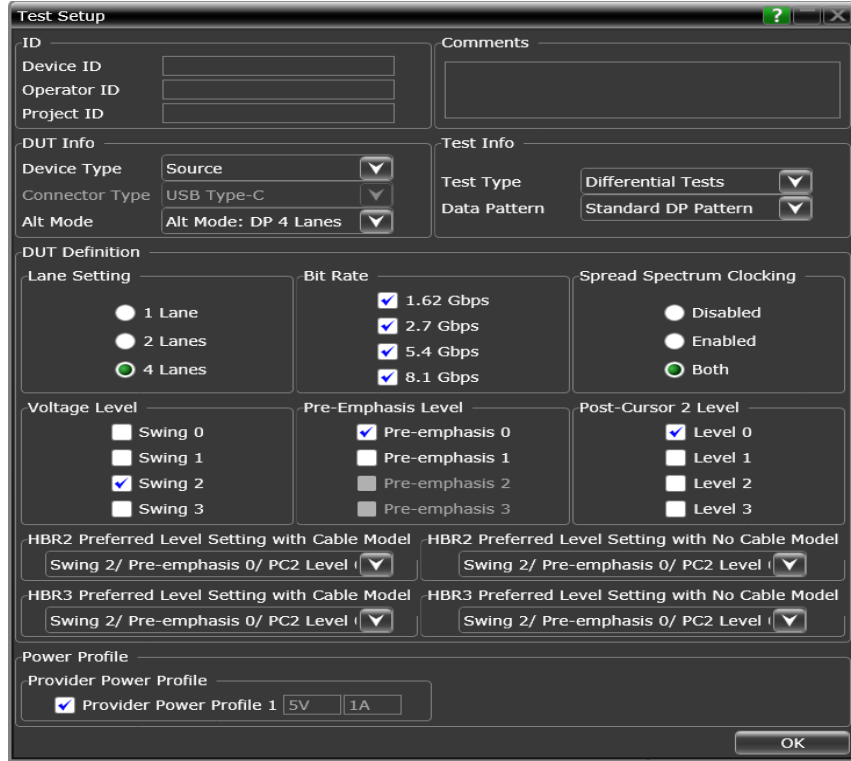 Test Setup
?
ID
Device ID
Operator ID
Project ID
Comments
DUT Info
Device Type Source
Connector Type USB Type-C
Alt Mode Alt Mode: DP 4 Lanes
Test Info
Test Type Differential Tests
Data Pattern Standard DP Pattern
DUT Definition
Lane Setting
1 Lane
2 Lanes
4 Lanes
Bit Rate
1.62 Gbps
2.7 Gbps
5.4 Gbps
8.1 Gbps
Spread Spectrum Clocking
Disabled
Enabled
Both
Voltage Level
Swing 0
Swing 1
Swing 2
Swing 3
Pre-Emphasis Level
Pre-emphasis 0
Pre-emphasis 1
Pre-emphasis 2
Pre-emphasis 3
Post-Cursor 2 Level
Level 0
Level 1
Level 2
Level 3
HBR2 Preferred Level Setting with Cable Model
Swing 2/ Pre-emphasis 0/ PC2 Level
HBR2 Preferred Level Setting with No Cable Model
Swing 2/ Pre-emphasis 0/ PC2 Level
HBR3 Preferred Level Setting with Cable Model
Swing 2/ Pre-emphasis 0/ PC2 Level
HBR3 Preferred Level Setting with No Cable Model
Swing 2/ Pre-emphasis 0/ PC2 Level
Power Profile
Provider Power Profile
Provider Power Profile 1 5V 1A
OK